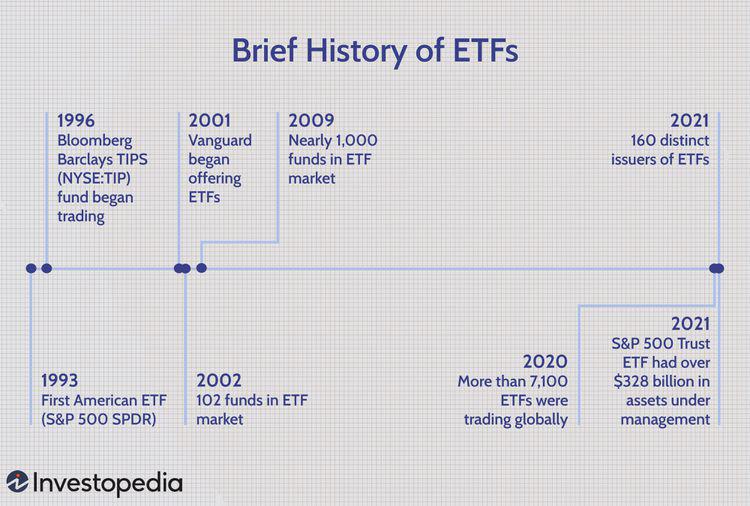 Brief History of ETFs
1996
Bloomberg
Barclays TIPS
(NYSE:TIP)
fund began
trading
2001
Vanguard
began
offering
ETFs
2009
Nearly 1,000
funds in ETF
market
2021
160 distinct
issuers of ETFs
1993
First American ETF
(S&P 500 SPDR)
2002
102 funds in ETF
market
2020
More than 7,100
ETFs were
trading globally
2021
S&P 500 Trust
ETF had over
$328 billion in
assets under
management
Investopedia